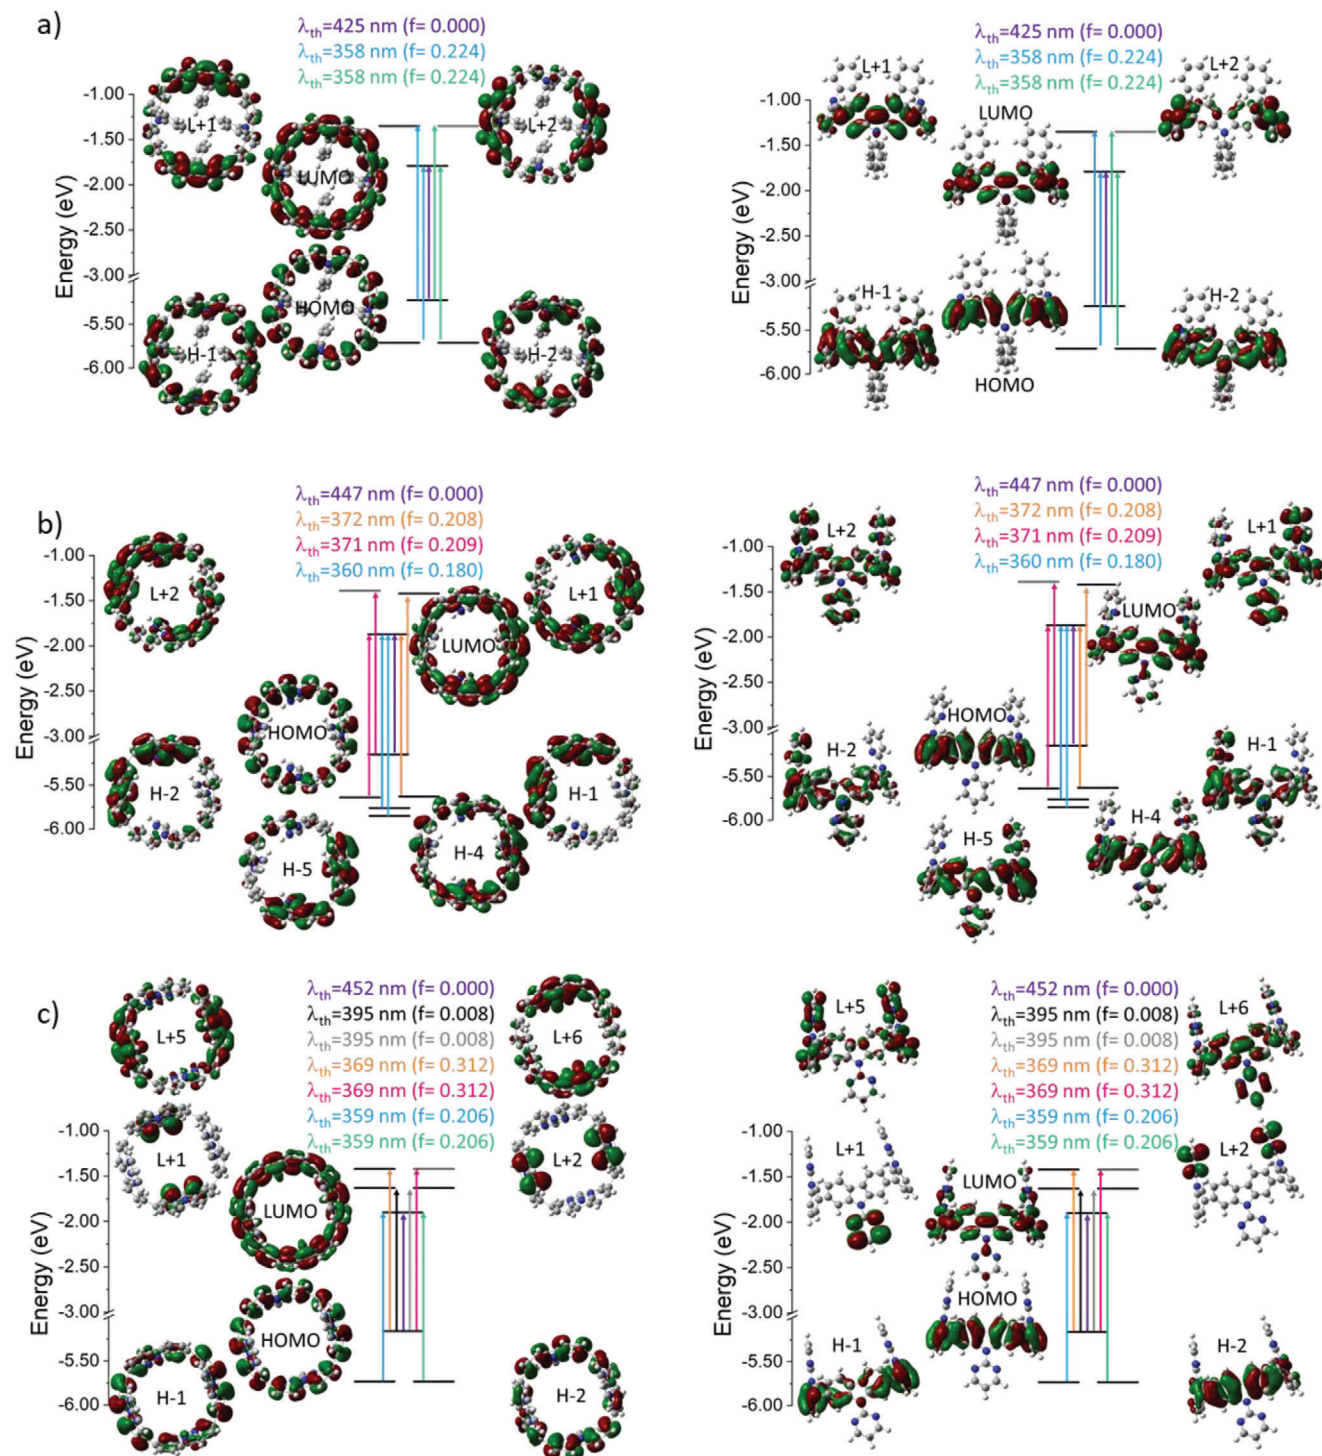 a)
λth=425 nm (f= 0.000)
λth=358 nm (f= 0.224)
λth=358 nm (f= 0.224)
Energy (eV)
-1.00
-1.50
-2.00
-2.50
-3.00
-5.50
-6.00
L+1
L+2
LUMO
HOMO
H-1
H-2
λth=425 nm (f= 0.000)
λth=358 nm (f= 0.224)
λth=358 nm (f= 0.224)
Energy (eV)
-1.00
-1.50
-2.00
-2.50
-3.00
-5.50
-6.00
L+1
L+2
LUMO
H-1
H-2
HOMO
b)
λth=447 nm (f= 0.000)
λth=372 nm (f= 0.208)
λth=371 nm (f= 0.209)
λth=360 nm (f= 0.180)
Energy (eV)
-1.00
-1.50
-2.00
-2.50
-3.00
-5.50
-6.00
L+2
L+1
LUMO
HOMO
H-2
H-1
H-5
H-4
λth=447 nm (f= 0.000)
λth=372 nm (f= 0.208)
λth=371 nm (f= 0.209)
λth=360 nm (f= 0.180)
Energy (eV)
-1.00
-1.50
-2.00
-2.50
-3.00
-5.50
-6.00
L+2
L+1
LUMO
HOMO
H-2
H-1
H-5
H-4
c)
λth=452 nm (f= 0.000)
λth=395 nm (f= 0.008)
λth=395 nm (f= 0.008)
λth=369 nm (f= 0.312)
λth=369 nm (f= 0.312)
λth=359 nm (f= 0.206)
λth=359 nm (f= 0.206)
Energy (eV)
-1.00
-1.50
-2.00
-2.50
-3.00
-5.50
-6.00
L+5
L+6
L+1
L+2
LUMO
HOMO
H-1
H-2
λth=452 nm (f= 0.000)
λth=395 nm (f= 0.008)
λth=395 nm (f= 0.008)
λth=369 nm (f= 0.312)
λth=369 nm (f= 0.312)
λth=359 nm (f= 0.206)
λth=359 nm (f= 0.206)
Energy (eV)
-1.00
-1.50
-2.00
-2.50
-3.00
-5.50
-6.00
L+5
L+6
L+1
L+2
LUMO
HOMO
H-1
H-2